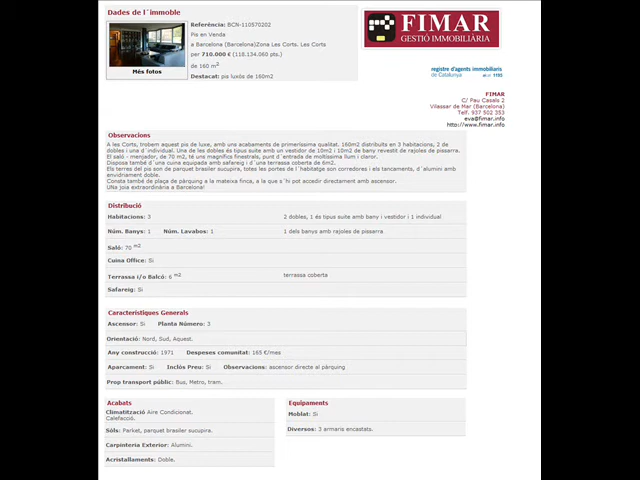 Dades de l´immoble
Referència: BCN-110570202
Pis en Venda
a Barcelona (Barcelona)Zona Les Corts. Les Corts
per 710.000 € (118.134.060 pts.)
de 160 m2
Destacat: pis luxós de 160m2
Més fotos
FIMAR
GESTIÓ IMMOBILIÀRIA
registre d'agents immobiliaris
de Catalunya
FIMAR
C/ Pau Casals 2
Vilassar de Mar (Barcelona)
Telf. 937 502 353
eva@fimar.info
http://www.fimar.info
Observacions
A les Corts, trobem aquest pis de luxe, amb uns acabaments de primerissima qualitat. 160m2 distribuits en 3 habitacions, 2 de
dobles i una d´individual. Una de les dobles és tipus suite amb un vestidor de 10m2 i 10m2 de bany revestit de rajoles de pissarra.
El saló - menjador, de 70 m2, té uns magnífics finestrals, punt d´entrada de moltíssima llum i claror.
Disposa també d´una cuina equipada amb safareig i d´una terrassa coberta de 6m2.
Els terres del pis son de parquet brasiler sucupira, totes les portes de l´habitatge son corredores i els tancaments, d´alumini amb
envidriament doble.
Consta també de plaça de pàrquing a la mateixa finca, a la que s´hi pot accedir directament amb ascensor.
UNa joia extraordinària a Barcelona!
Distribució
Habitacions: 3 2 dobles, 1 és tipus suite amb bany i vestidor i 1 individual
Núm. Banys: 1 Núm. Lavabos: 1 1 dels banys amb rajoles de pissarra
Saló: 70 m2
Cuina Office: Si
Terrassa i/o Balcó: 6 m2 terrassa coberta
Safareig: Si
Característiques Generals
Ascensor: Si Planta Número: 3
Orientació: Nord, Sud, Aquest.
Any construcció: 1971 Despeses comunitat: 165 €/mes
Aparcament: Si Inclós Preu: Si Observacions: ascensor directe al pàrquing
Prop transport públic: Bus, Metro, tram.
Acabats
Climatització Aire Condicionat.
Calefacció.
Sòls: Parket, parquet brasiler sucupira.
Carpinteria Exterior: Alumini.
Acristallaments: Doble.
Equipaments
Moblat: Si
Diversos: 3 armaris encastats.